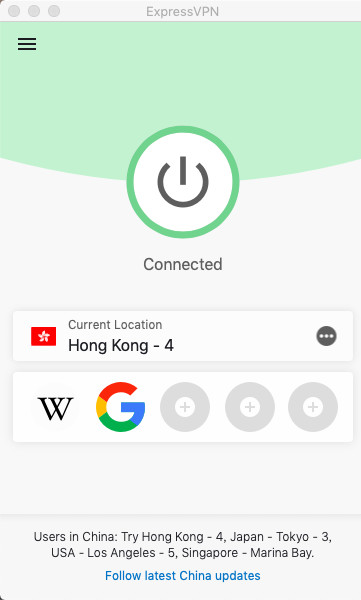 ExpressVPN
Connected
Current Location
Hong Kong - 4
W
G
Users in China: Try Hong Kong - 4, Japan - Tokyo - 3,
USA - Los Angeles - 5, Singapore - Marina Bay.
Follow latest China updates